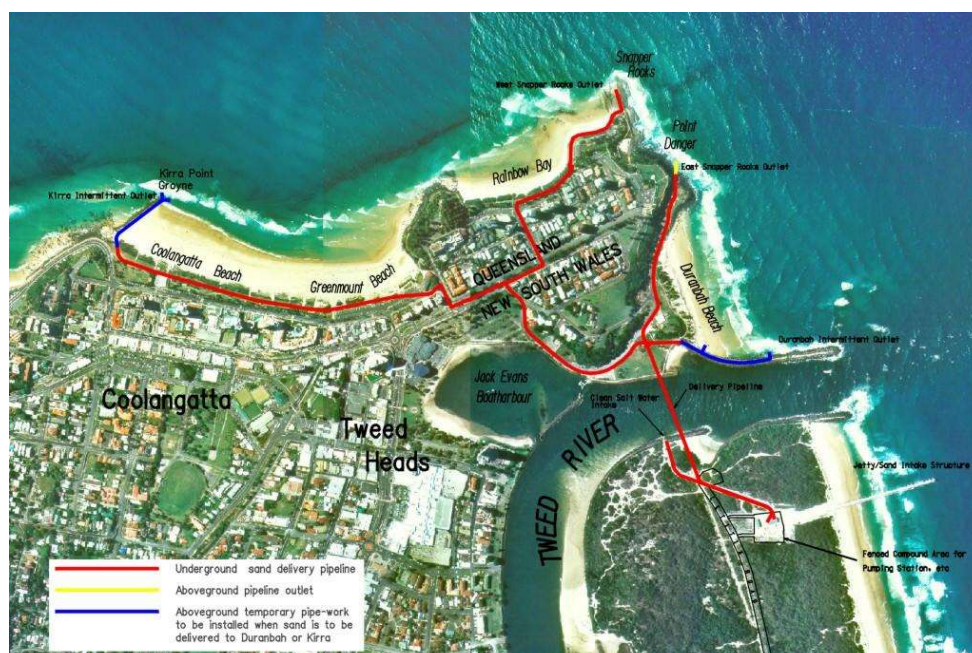 Snapper
Rocks
West Snapper Rocks Outlet
Point
Danger
East Snapper Rocks Outlet
Rainbow Bay
Kirra Point
Groyne
Kirra Intermittent Outlet
Coolangatta Beach
Greenmount Beach
QUEENSLAND
NEW SOUTH WALES
Durranbah Beach
Duranbah Intermittent Outlet
Jack Evans
Boatharbour
Delivery Pipeline
Clean Salt Water
Intake
Coolangatta
Tweed
Heads
TWEED RIVER
Jetty/Sand Intake Structure
Fenced Compound Area for
Pumping Station. etc
Underground sand delivery pipeline
Aboveground pipeline outlet
Aboveground temporary pipe-work
to be installed when sand is to be
delivered to Duranbah or Kirra